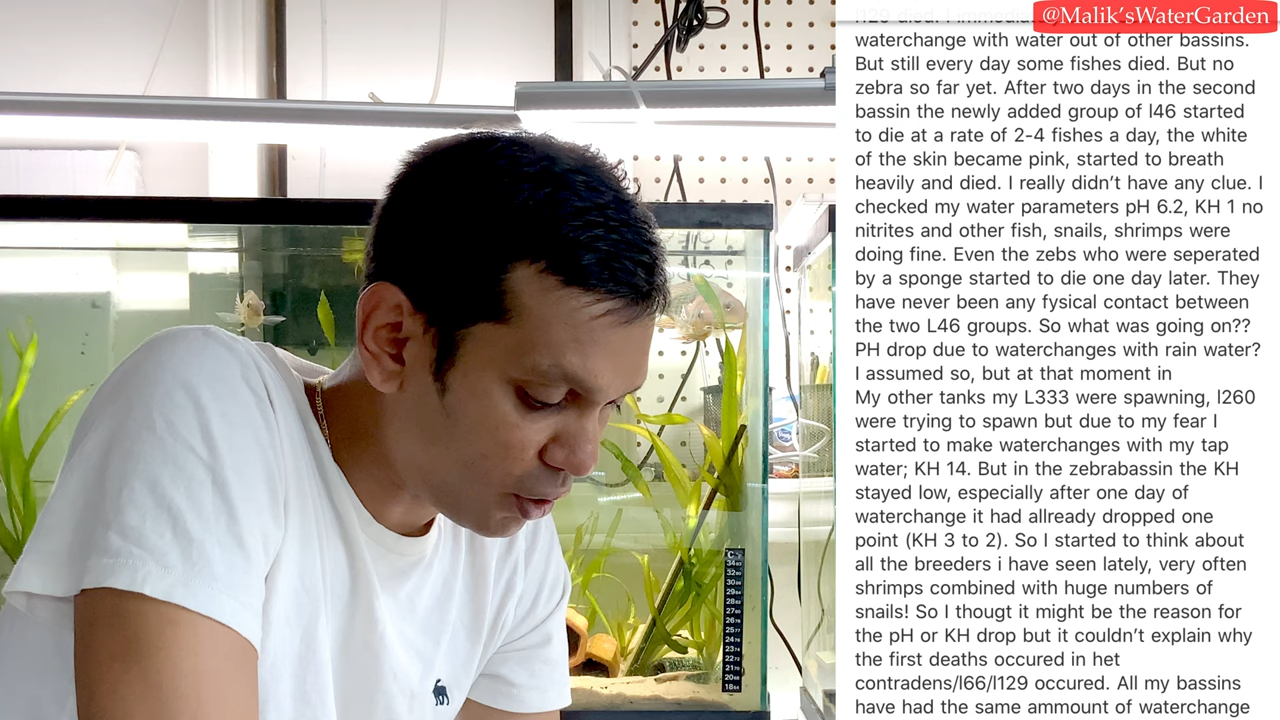 @Malik'sWaterGarden
l129 died. I
waterchange with water out of other bassins.
But still every day some fishes died. But no
zebra so far yet. After two days in the second
bassin the newly added group of l46 started
to die at a rate of 2-4 fishes a day, the white
of the skin became pink, started to breath
heavily and died. I really didn't have any clue. I
checked my water parameters pH 6.2, KH 1 no
nitrites and other fish, snails, shrimps were
doing fine. Even the zebs who were seperated
by a sponge started to die one day later. They
have never been any fysical contact between
the two L46 groups. So what was going on??
PH drop due to waterchanges with rain water?
I assumed so, but at that moment in
My other tanks my L333 were spawning, l260
were trying to spawn but due to my fear I
started to make waterchanges with my tap
water; KH 14. But in the zebrabassin the KH
stayed low, especially after one day of
waterchange it had allready dropped one
point (KH 3 to 2). So I started to think about
all the breeders i have seen lately, very often
shrimps combined with huge numbers of
snails! So I thougt it might be the reason for
the pH or KH drop but it couldn't explain why
the first deaths occured in het
contradens/l66/l129 occured. All my bassins
have had the same ammount of waterchange